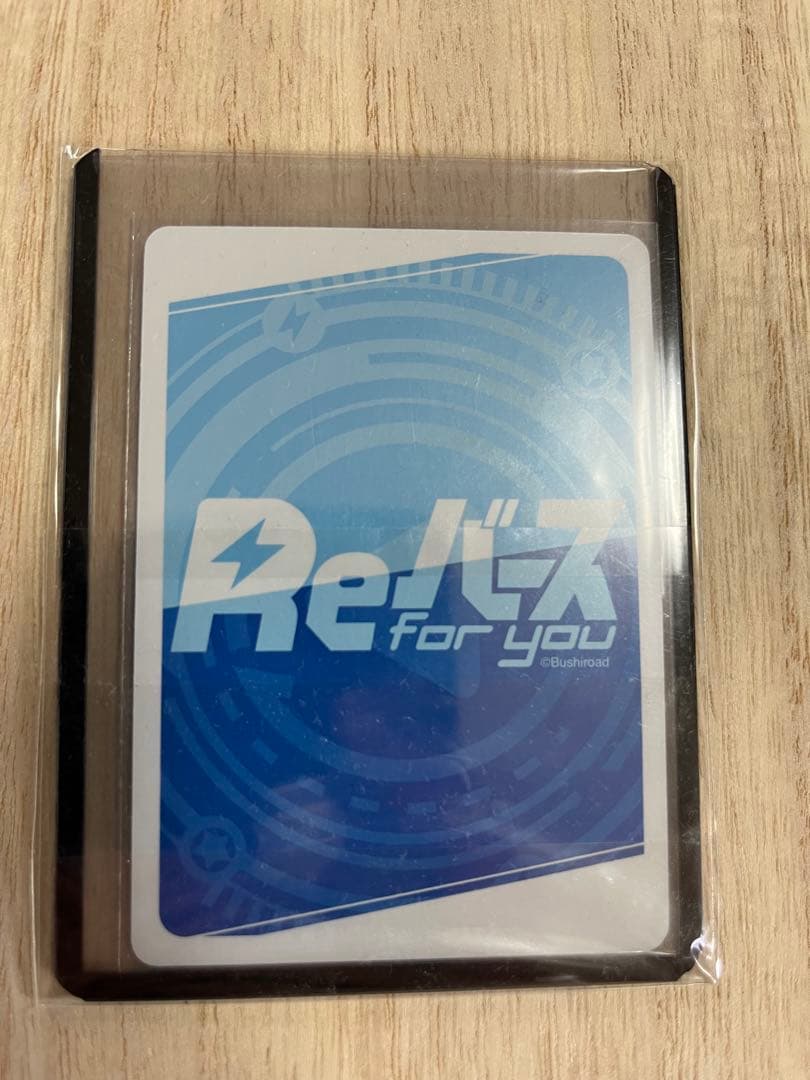 Reバース
for you
©Bushiroad